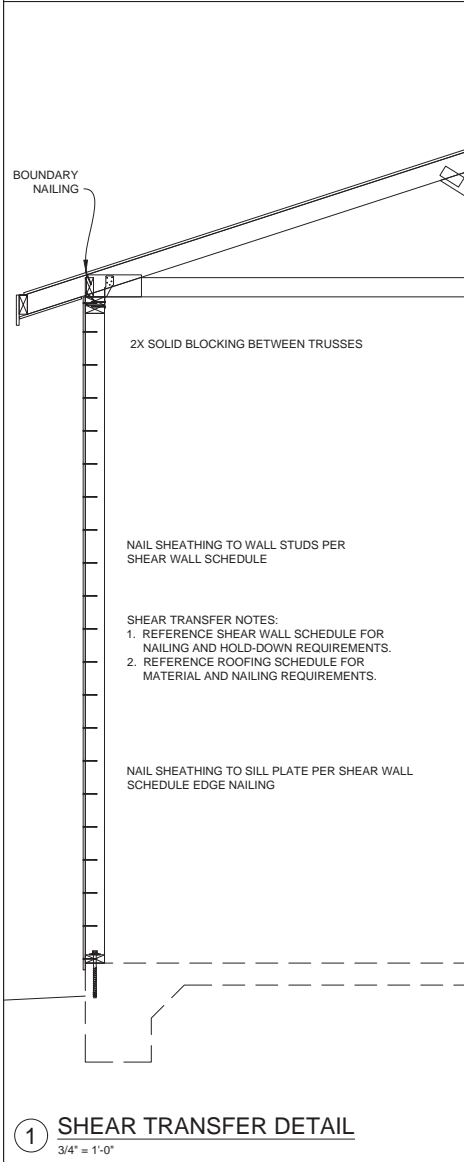 BOUNDARY
NAILING
2X SOLID BLOCKING BETWEEN TRUSSES
NAIL SHEATHING TO WALL STUDS PER
SHEAR WALL SCHEDULE
SHEAR TRANSFER NOTES:
1. REFERENCE SHEAR WALL SCHEDULE FOR
NAILING AND HOLD-DOWN REQUIREMENTS.
2. REFERENCE ROOFING SCHEDULE FOR
MATERIAL AND NAILING REQUIREMENTS.
NAIL SHEATHING TO SILL PLATE PER SHEAR WALL
SCHEDULE EDGE NAILING
1 SHEAR TRANSFER DETAIL
3/4" = 1'-0"